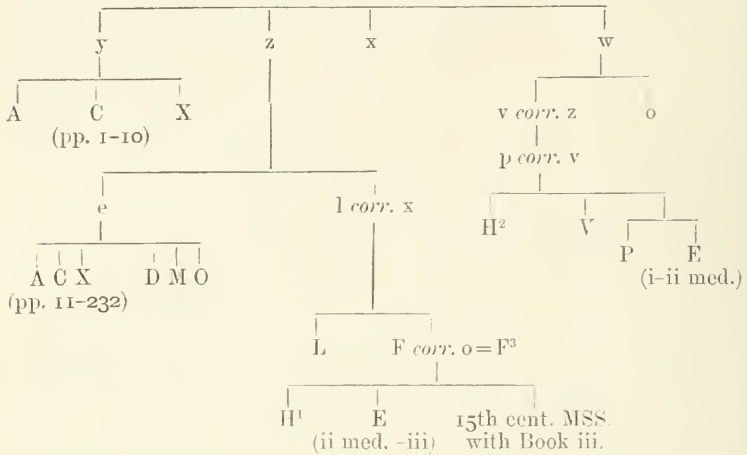 y z x w
A C X
(pp. 1-10)
v corr. z o
p corr. v
e l corr. x
H² V
P E
(i-ii med.)
A C X D M O
(pp. 11-232)
L F corr. o = F³
H¹ E 15th cent. MSS.
(ii med. -iii) with Book iii.